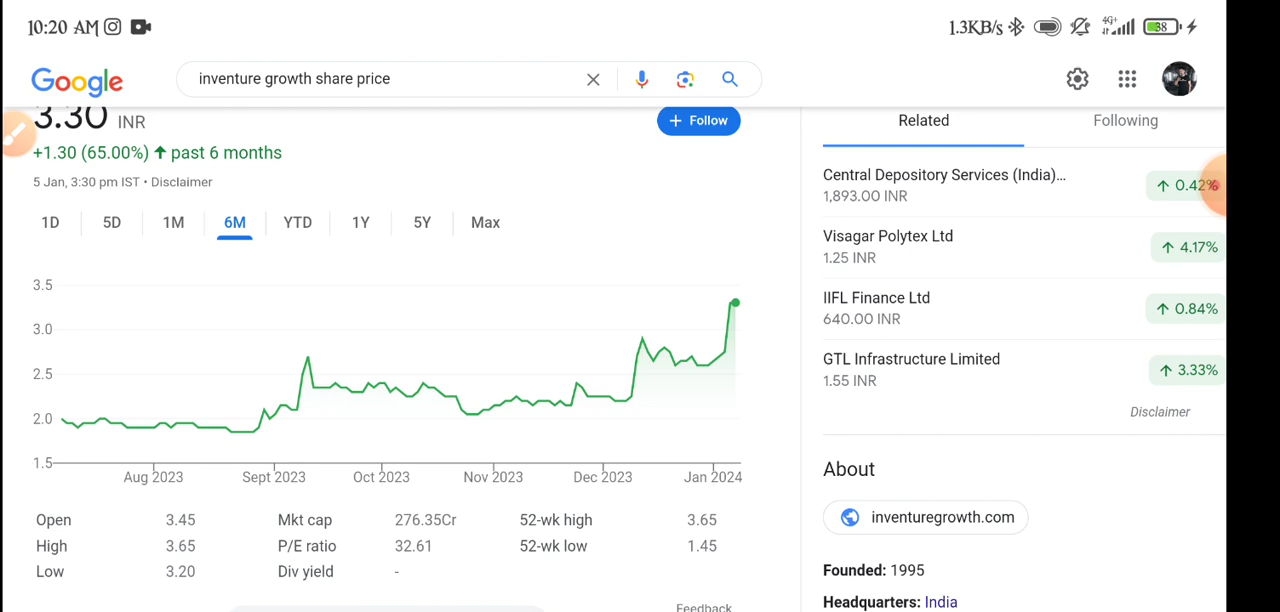 10:20 AM
1.3KB/s 4G+ 38
Google
inventure growth share price
3.30 INR
+ Follow
+1.30 (65.00%) ↑ past 6 months
5 Jan, 3:30 pm IST • Disclaimer
1D 5D 1M 6M YTD 1Y 5Y Max
3.5
3.0
2.5
2.0
1.5
Aug 2023 Sept 2023 Oct 2023 Nov 2023 Dec 2023 Jan 2024
Open 3.45 Mkt cap 276.35Cr 52-wk high 3.65
High 3.65 P/E ratio 32.61 52-wk low 1.45
Low 3.20 Div yield -
Feedback
Related Following
Central Depository Services (India)...
1,893.00 INR
↑ 0.42%
Visagar Polytex Ltd
1.25 INR
↑ 4.17%
IIFL Finance Ltd
640.00 INR
↑ 0.84%
GTL Infrastructure Limited
1.55 INR
↑ 3.33%
Disclaimer
About
inventuregrowth.com
Founded: 1995
Headquarters: India